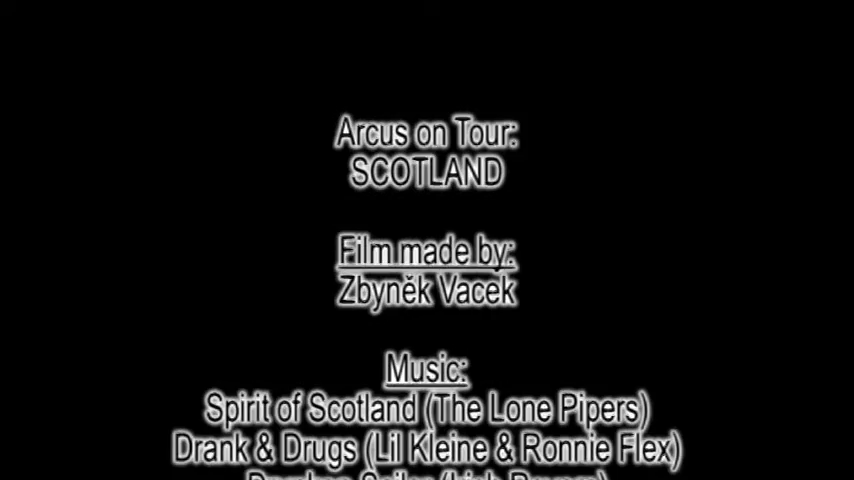 Arcus on Tour:
SCOTLAND
Film made by:
Zbyněk Vacek
Music:
Spirit of Scotland (The Lone Pipers)
Drank & Drugs (Lil Kleine & Ronnie Flex)